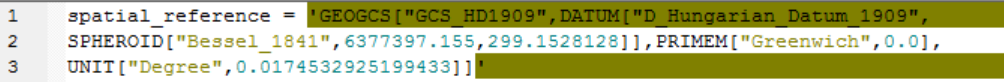 1 spatial_reference = 'GEOGCS["GCS_HD1909",DATUM["D_Hungarian_Datum_1909",
2 SPHEROID["Bessel_1841",6377397.155,299.1528128]],PRIMEM["Greenwich",0.0],
3 UNIT["Degree",0.0174532925199433]]'